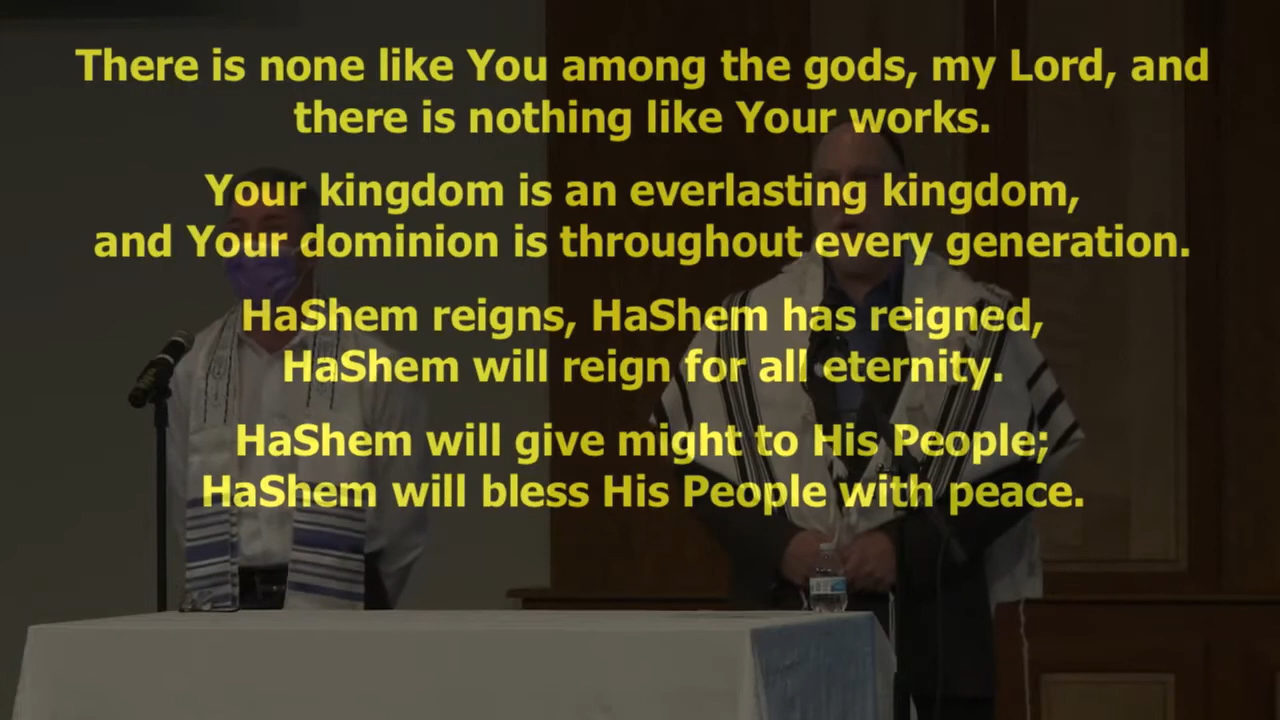 There is none like You among the gods, my Lord, and
there is nothing like Your works.
Your kingdom is an everlasting kingdom,
and Your dominion is throughout every generation.
HaShem reigns, HaShem has reigned,
HaShem will reign for all eternity.
HaShem will give might to His People;
HaShem will bless His People with peace.